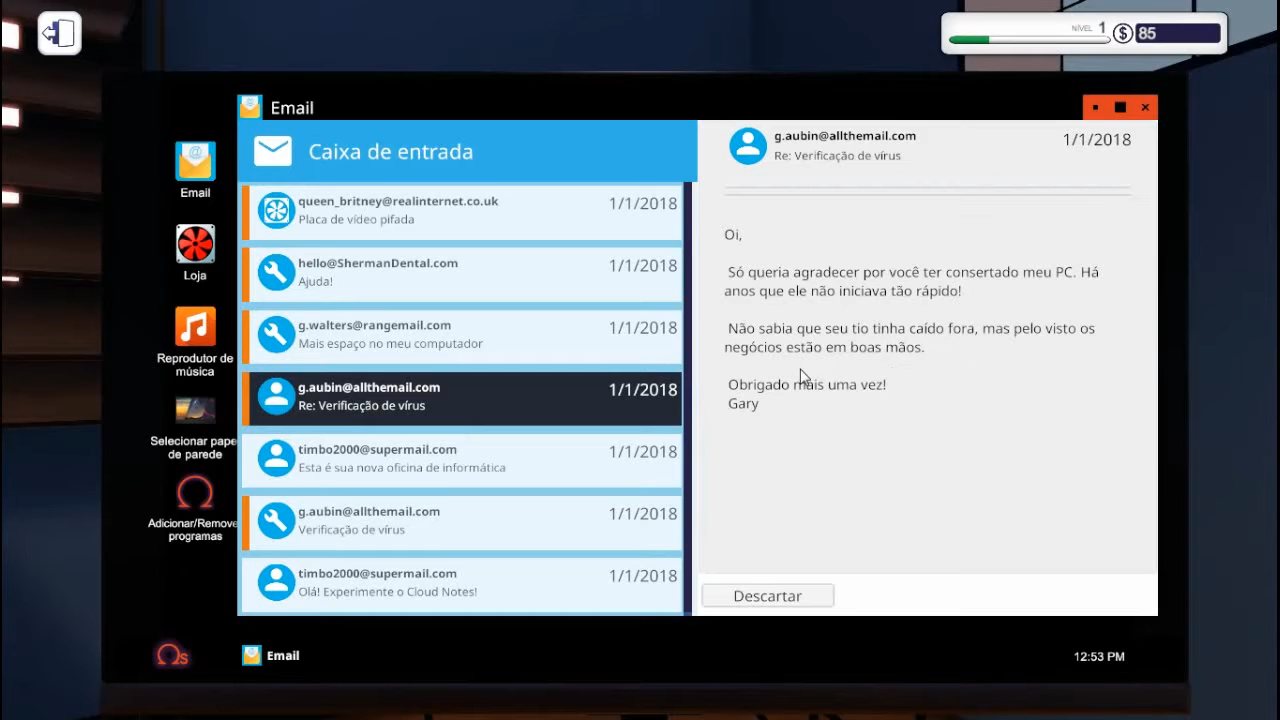 NÍVEL 1
$ 85
Email
Caixa de entrada
queen_britney@realinternet.co.uk 1/1/2018
Placa de vídeo pifada
hello@ShermanDental.com 1/1/2018
Ajuda!
g.walters@rangemail.com 1/1/2018
Mais espaço no meu computador
g.aubin@allthemail.com 1/1/2018
Re: Verificação de vírus
timbo2000@supermail.com 1/1/2018
Esta é sua nova oficina de informática
g.aubin@allthemail.com 1/1/2018
Verificação de vírus
timbo2000@supermail.com 1/1/2018
Olá! Experimente o Cloud Notes!
g.aubin@allthemail.com 1/1/2018
Re: Verificação de vírus
Oi,
Só queria agradecer por você ter consertado meu PC. Há
anos que ele não iniciava tão rápido!
Não sabia que seu tio tinha caído fora, mas pelo visto os
negócios estão em boas mãos.
Obrigado mais uma vez!
Gary
Descartar
Email
Loja
Reprodutor de
música
Selecionar pape
de parede
Adicionar/Remove
programas
Ωs
Email
12:53 PM